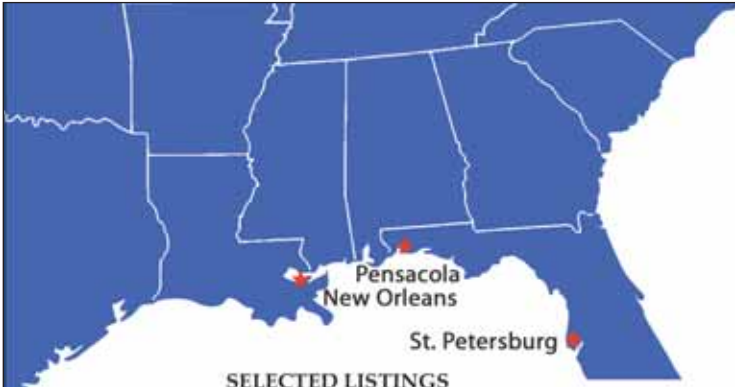 Pensacola
New Orleans
St. Petersburg
SELECTED LISTINGS